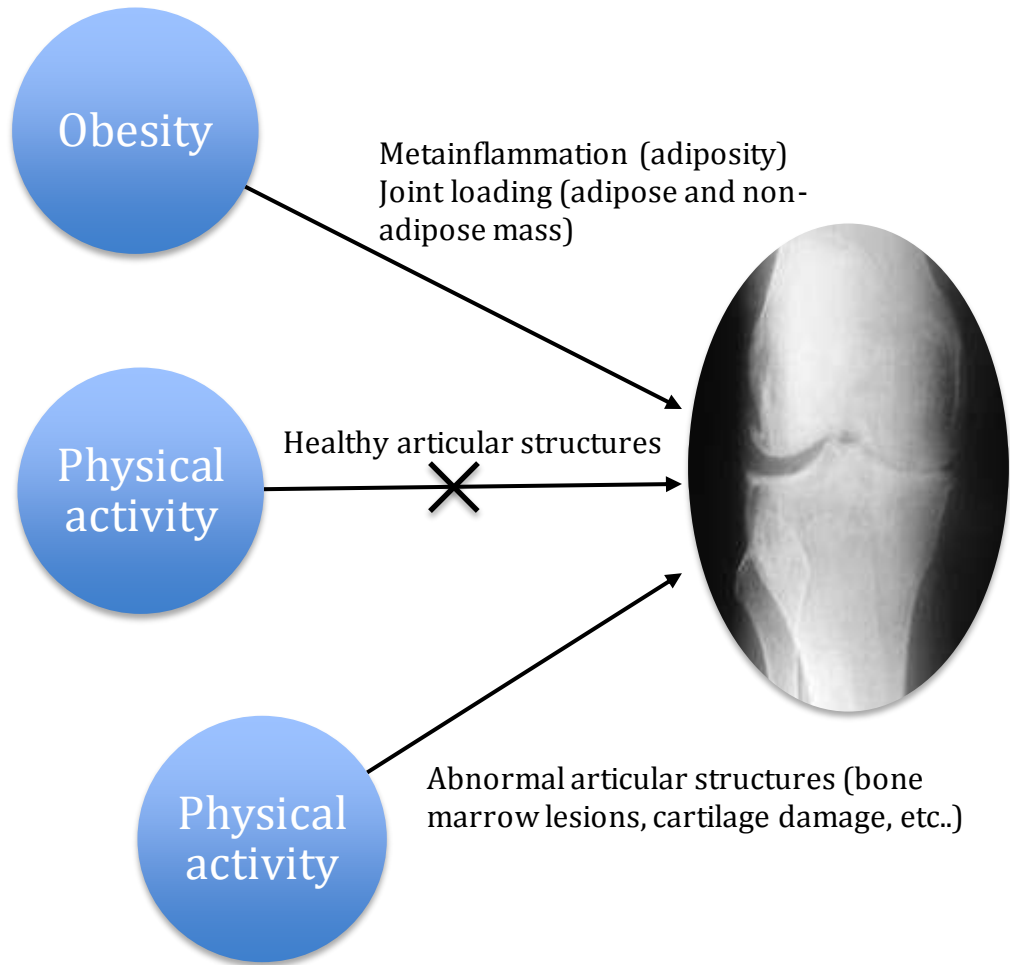 Obesity
Metainflammation (adiposity)
Joint loading (adipose and non-
adipose mass)
Healthy articular structures
Physical
activity
Abnormal articular structures (bone
marrow lesions, cartilage damage, etc..)
Physical
activity